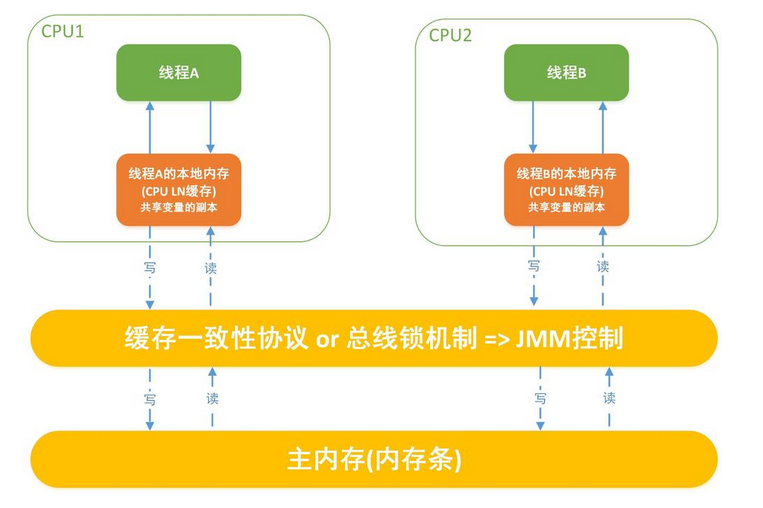 CPU1
CPU2
线程A
线程B
线程A的本地内存
(CPU LN缓存)
共享变量的副本
线程B的本地内存
(CPU LN缓存)
共享变量的副本
写
读
写
读
缓存一致性协议 or 总线锁机制 => JMM控制
写
读
写
读
主内存(内存条)